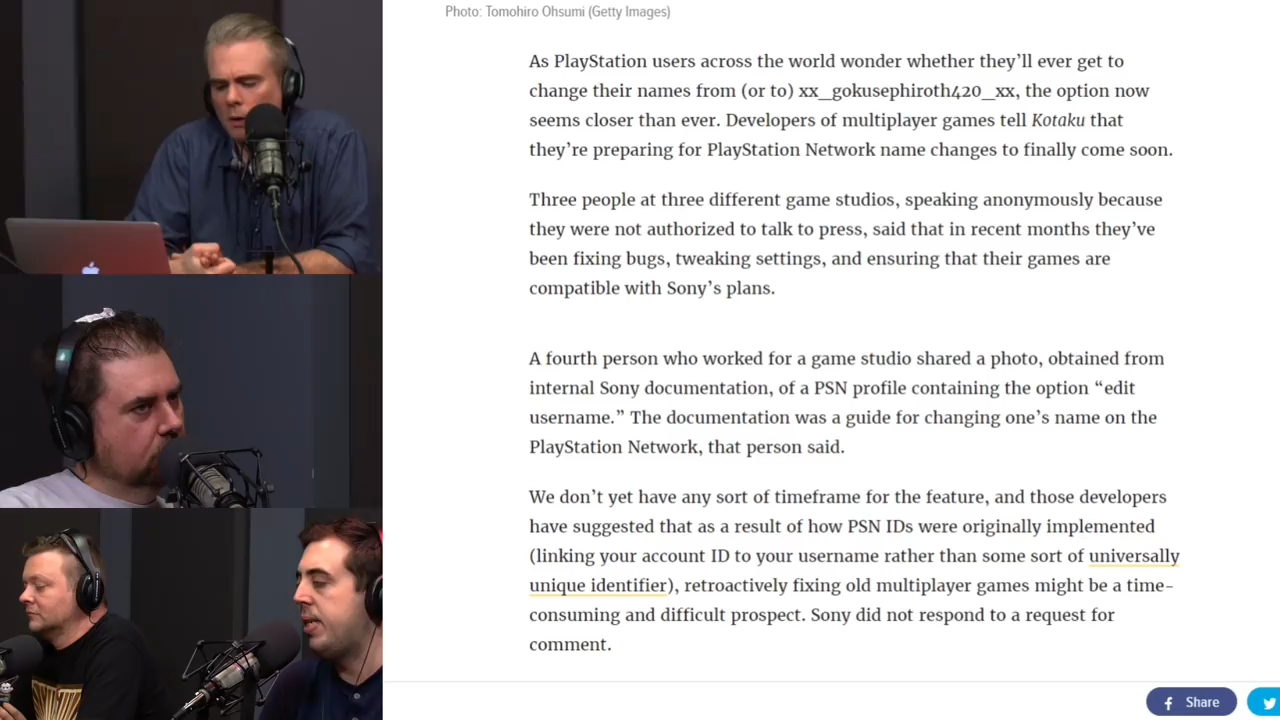 Photo: Tomohiro Ohsumi (Getty Images)
As PlayStation users across the world wonder whether they’ll ever get to
change their names from (or to) xx_gokusephiroth420_xx, the option now
seems closer than ever. Developers of multiplayer games tell Kotaku that
they’re preparing for PlayStation Network name changes to finally come soon.
Three people at three different game studios, speaking anonymously because
they were not authorized to talk to press, said that in recent months they’ve
been fixing bugs, tweaking settings, and ensuring that their games are
compatible with Sony’s plans.
A fourth person who worked for a game studio shared a photo, obtained from
internal Sony documentation, of a PSN profile containing the option “edit
username.” The documentation was a guide for changing one’s name on the
PlayStation Network, that person said.
We don’t yet have any sort of timeframe for the feature, and those developers
have suggested that as a result of how PSN IDs were originally implemented
(linking your account ID to your username rather than some sort of universally
unique identifier), retroactively fixing old multiplayer games might be a time-
consuming and difficult prospect. Sony did not respond to a request for
comment.
Share